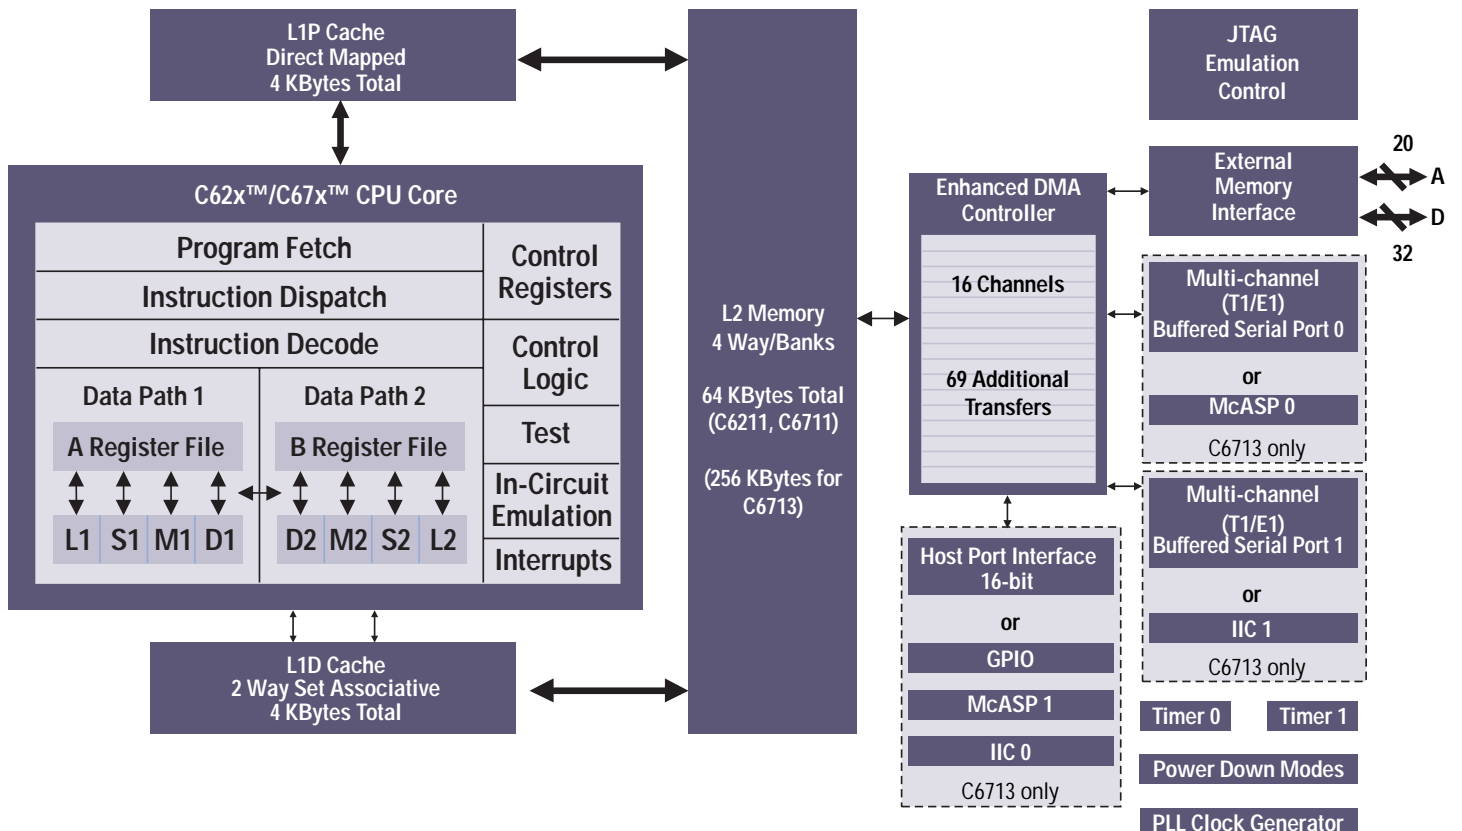 L1P Cache
Direct Mapped
4 KBytes Total
C62x™/C67x™ CPU Core
Program Fetch
Instruction Dispatch
Instruction Decode
Control
Registers
Control
Logic
Test
In-Circuit
Emulation
Interrupts
Data Path 1
A Register File
L1 S1 M1 D1
Data Path 2
B Register File
D2 M2 S2 L2
L1D Cache
2 Way Set Associative
4 KBytes Total
L2 Memory
4 Way/Banks
64 KBytes Total
(C6211, C6711)
(256 KBytes for
C6713)
Enhanced DMA
Controller
16 Channels
69 Additional
Transfers
Host Port Interface
16-bit
or
GPIO
McASP 1
IIC 0
C6713 only
JTAG
Emulation
Control
External
Memory
Interface
20
A
D
32
Multi-channel
(T1/E1)
Buffered Serial Port 0
or
McASP 0
C6713 only
Multi-channel
(T1/E1)
Buffered Serial Port 1
or
IIC 1
C6713 only
Timer 0
Timer 1
Power Down Modes
PLL Clock Generator